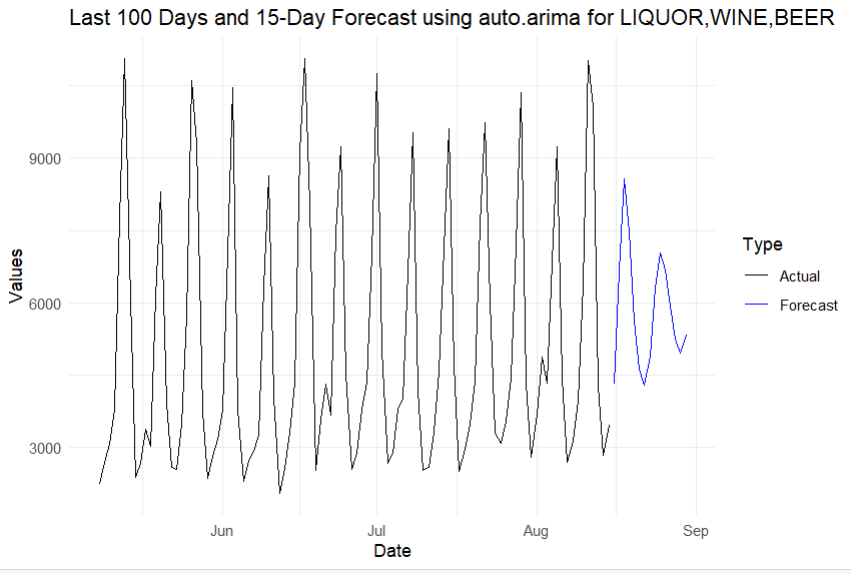 Last 100 Days and 15-Day Forecast using auto.arima for LIQUOR,WINE,BEER
Values
9000
6000
3000
Jun
Jul
Aug
Sep
Date
Type
Actual
Forecast